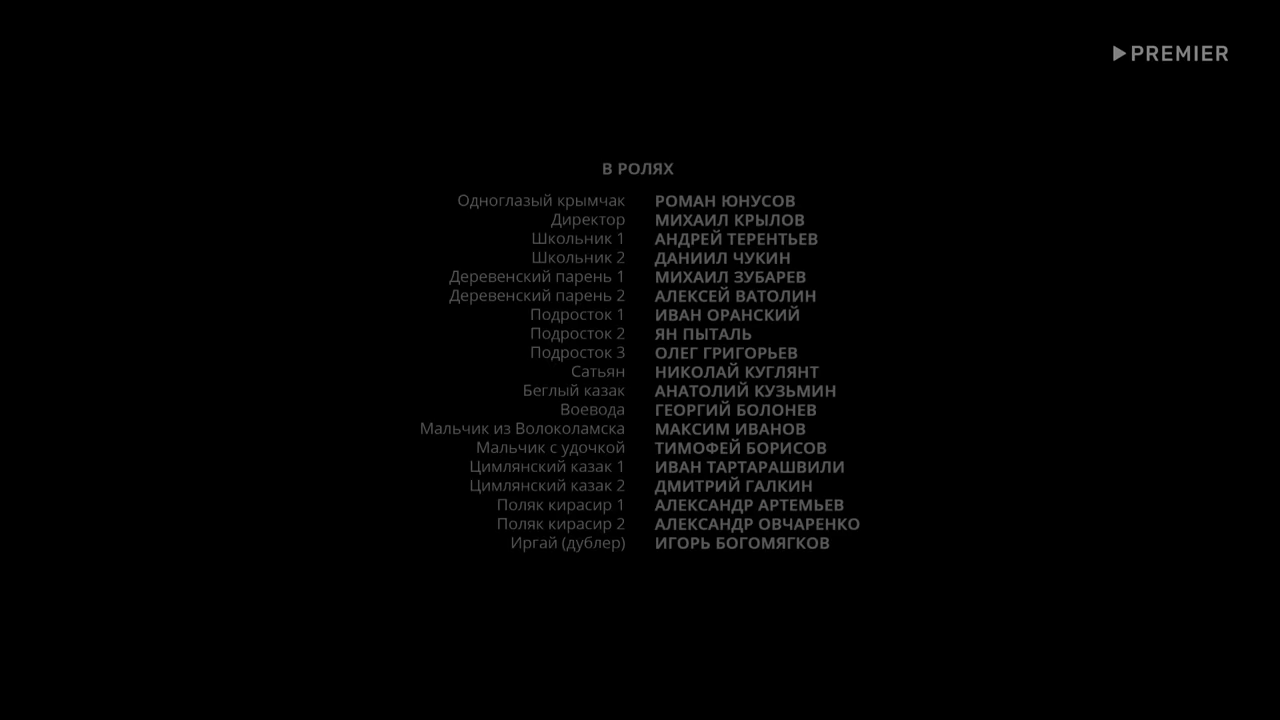 PREMIER
В РОЛЯХ
Одноглазый крымчак РОМАН ЮНУСОВ
Директор МИХАИЛ КРЫЛОВ
Школьник 1 АНДРЕЙ ТЕРЕНТЬЕВ
Школьник 2 ДАНИИЛ ЧУКИН
Деревенский парень 1 МИХАИЛ ЗУБАРЕВ
Деревенский парень 2 АЛЕКСЕЙ ВАТОЛИН
Подросток 1 ИВАН ОРАНСКИЙ
Подросток 2 ЯН ПЫТАЛЬ
Подросток 3 ОЛЕГ ГРИГОРЬЕВ
Сатьян НИКОЛАЙ КУГЛЯНТ
Беглый казак АНАТОЛИЙ КУЗЬМИН
Воевода ГЕОРГИЙ БОЛОНЕВ
Мальчик из Волоколамска МАКСИМ ИВАНОВ
Мальчик с удочкой ТИМОФЕЙ БОРИСОВ
Цимлянский казак 1 ИВАН ТАРТАРАШВИЛИ
Цимлянский казак 2 ДМИТРИЙ ГАЛКИН
Поляк кирасир 1 АЛЕКСАНДР АРТЕМЬЕВ
Поляк кирасир 2 АЛЕКСАНДР ОВЧАРЕНКО
Иргай (дублер) ИГОРЬ БОГОМЯГКОВ